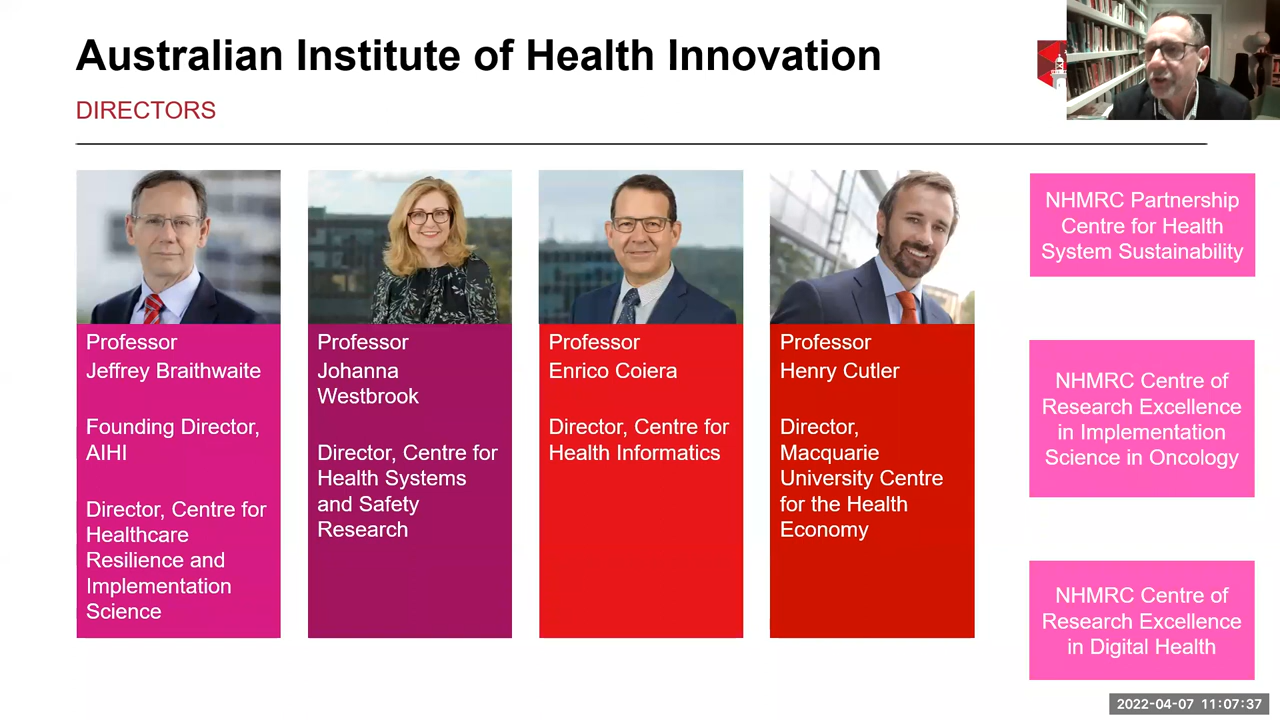 Australian Institute of Health Innovation
DIRECTORS
Professor
Jeffrey Braithwaite
Founding Director,
AIHI
Director, Centre for
Healthcare
Resilience and
Implementation
Science
Professor
Johanna
Westbrook
Director, Centre for
Health Systems
and Safety
Research
Professor
Enrico Coiera
Director, Centre for
Health Informatics
Professor
Henry Cutler
Director,
Macquarie
University Centre
for the Health
Economy
NHMRC Partnership
Centre for Health
System Sustainability
NHMRC Centre of
Research Excellence
in Implementation
Science in Oncology
NHMRC Centre of
Research Excellence
in Digital Health
2022-04-07 11:07:37